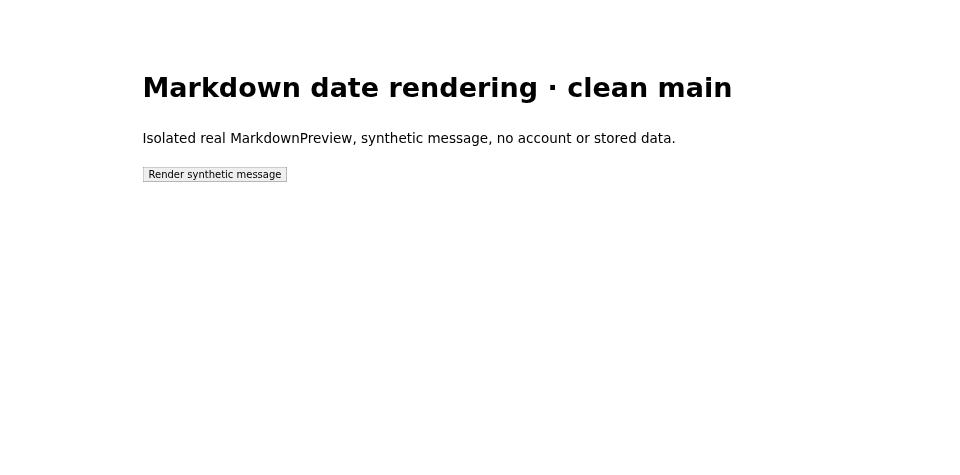 Markdown date rendering · clean main
Isolated real MarkdownPreview, synthetic message, no account or stored data.
Render synthetic message